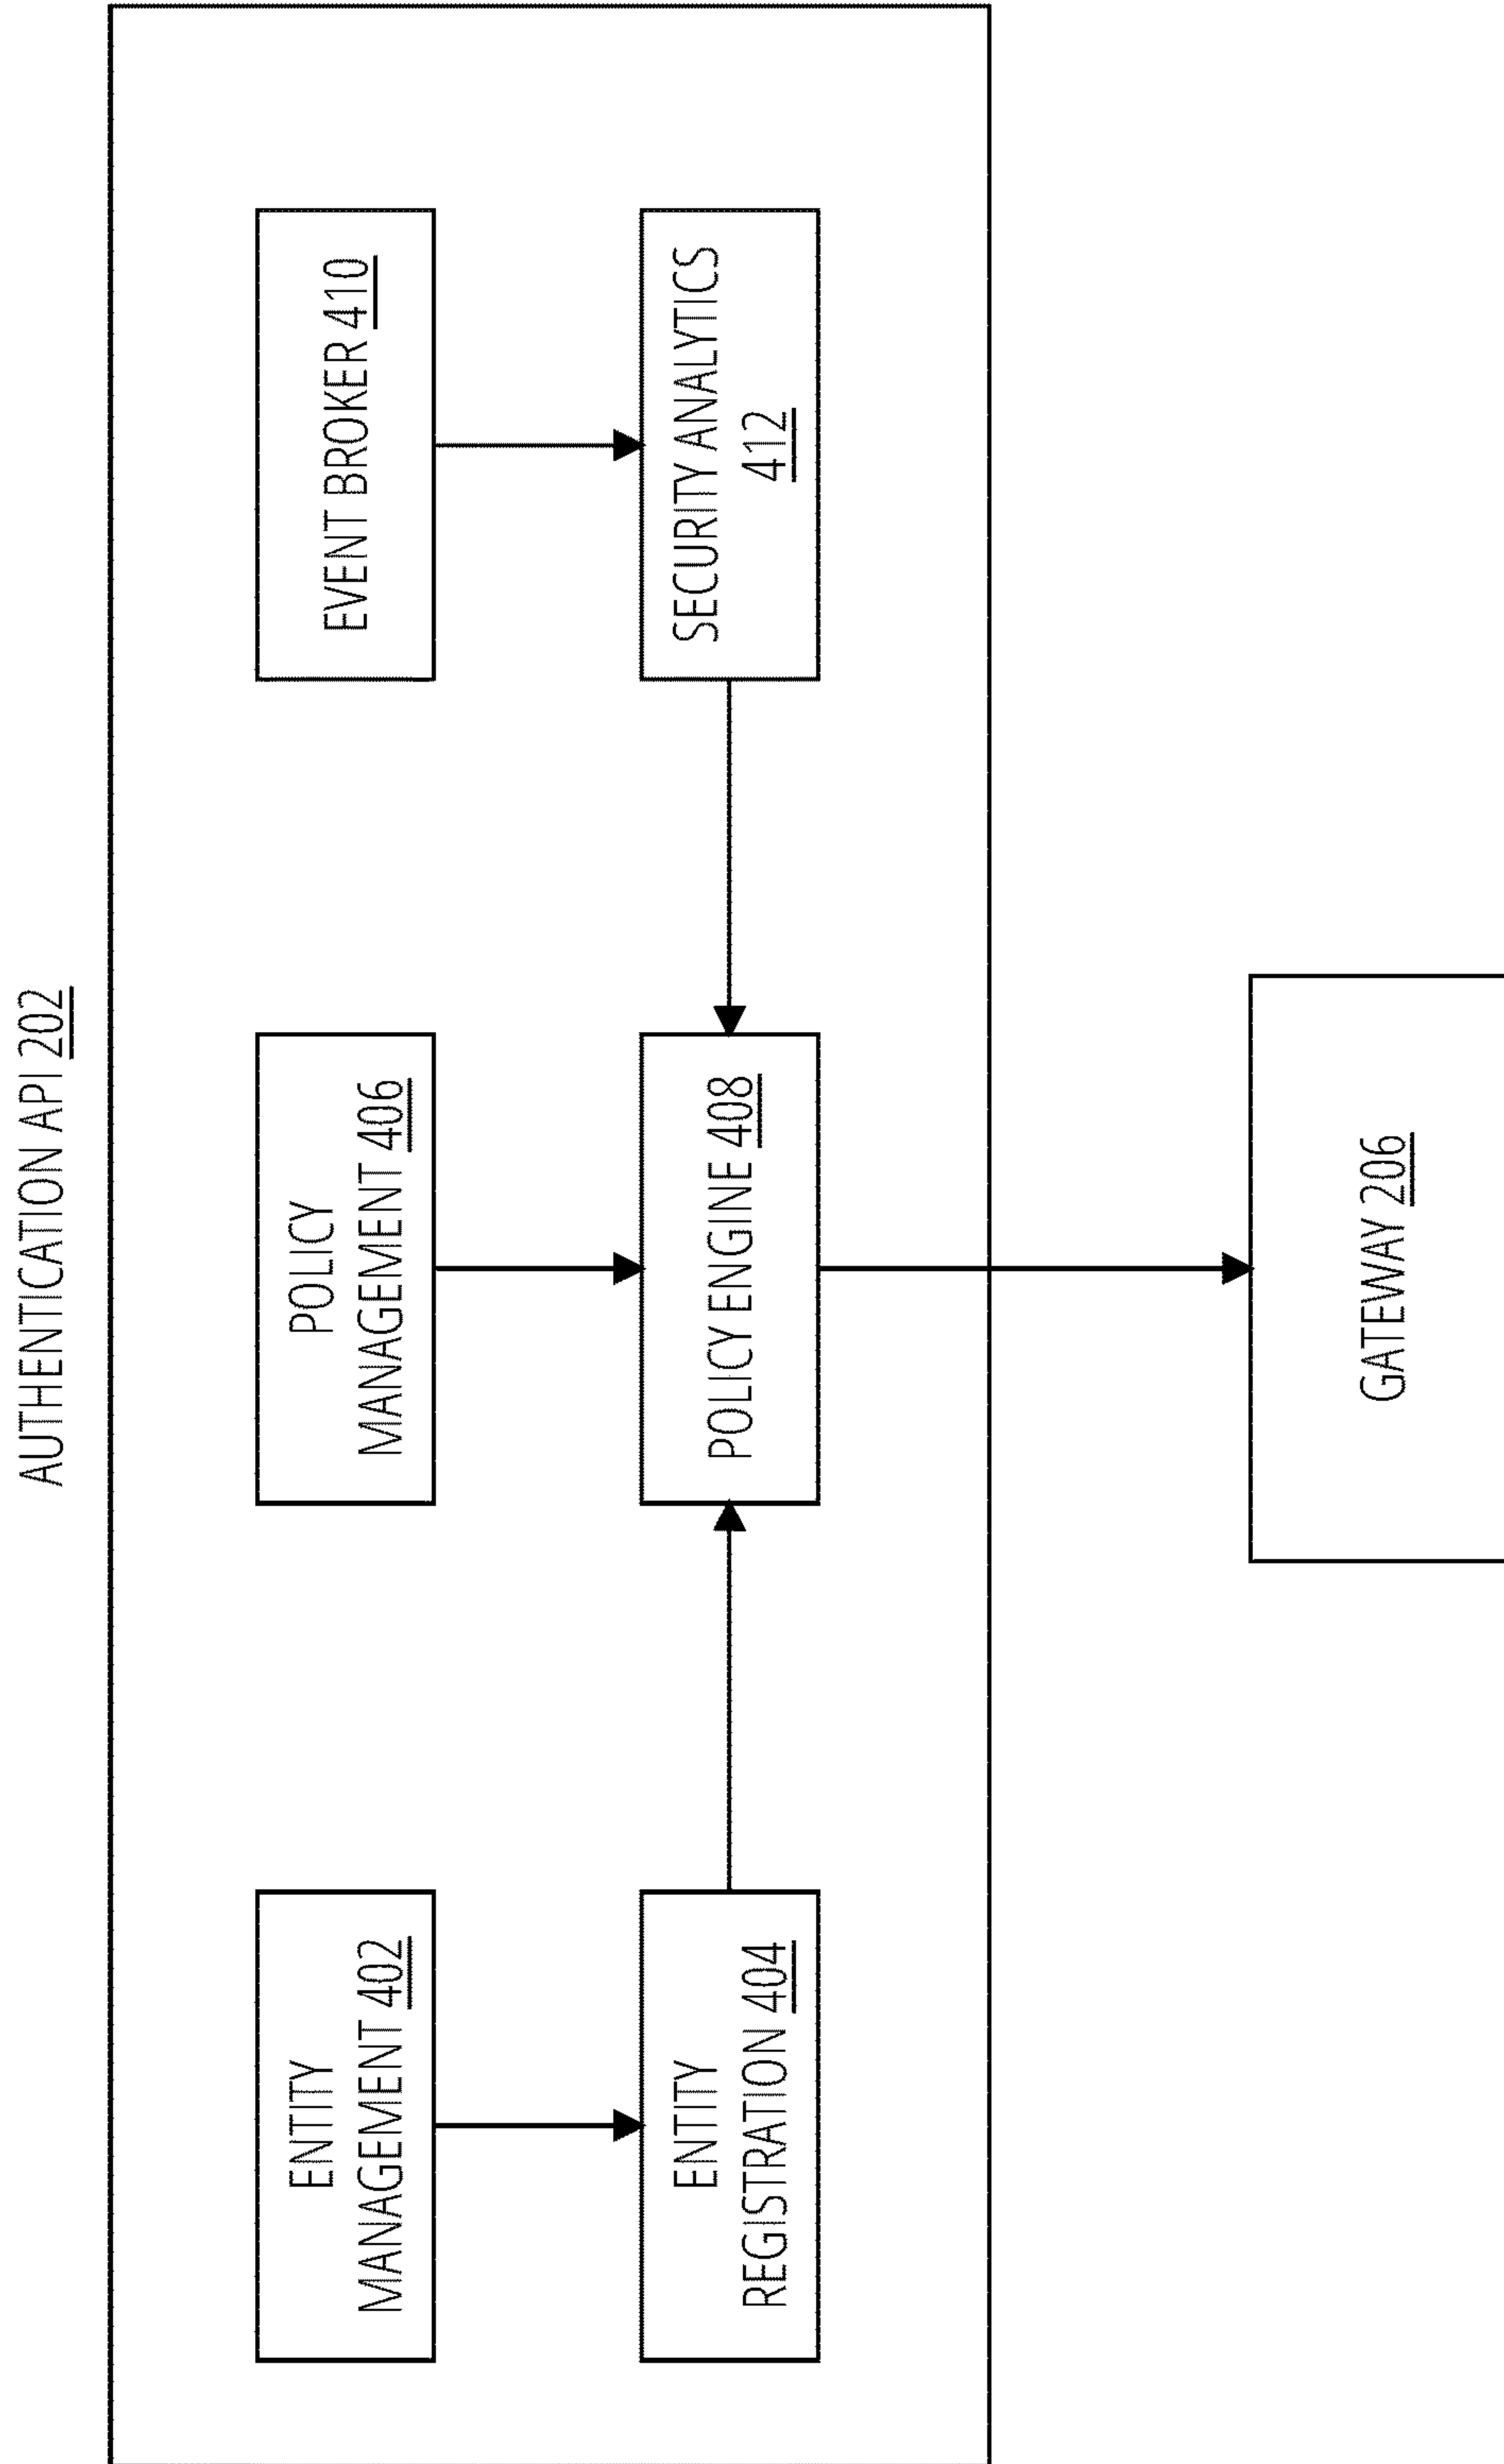 AUTHENTICATION API 202
ENTITY
MANAGEMENT 402
POLICY
MANAGEMENT 406
EVENT BROKER 410
ENTITY
REGISTRATION 404
POLICY ENGINE 408
SECURITY ANALYTICS
412
GATEWAY 206